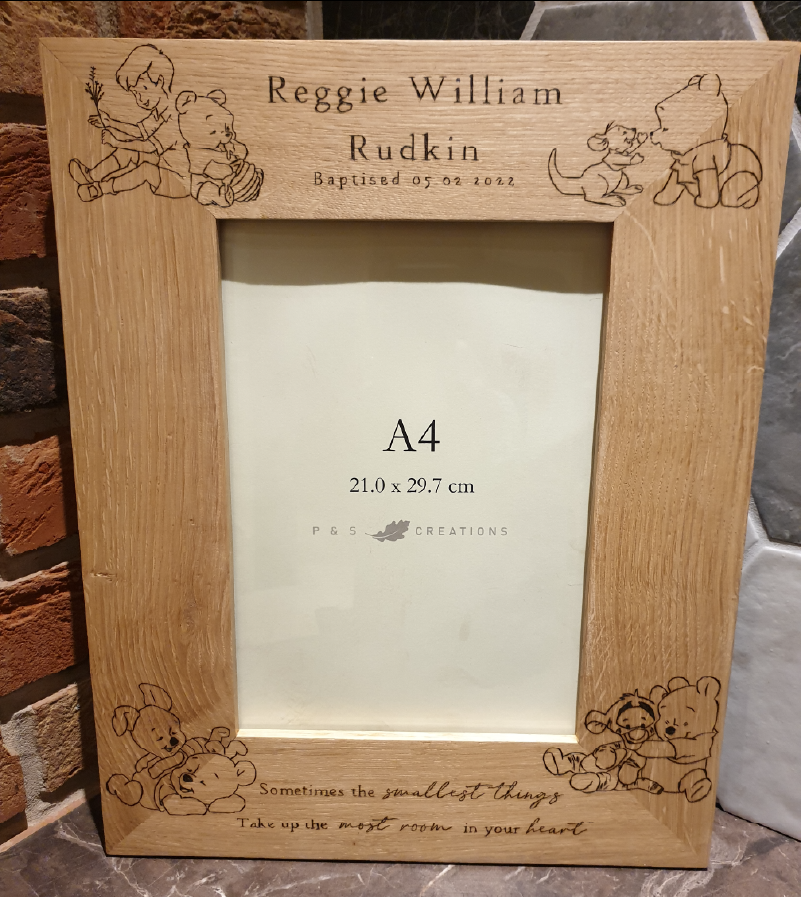 Reggie William
Rudkin
Baptised 05 02 2022
A4
21.0 x 29.7 cm
P & S CREATIONS
Sometimes the smallest things
Take up the most room in your heart